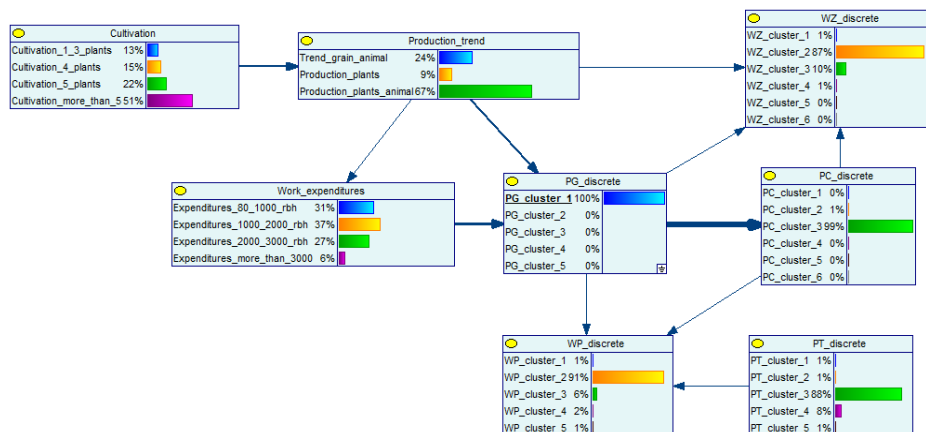 Cultivation
Cultivation_1_3_plants 13%
Cultivation_4_plants 15%
Cultivation_5_plants 22%
Cultivation_more_than_5 51%
Production_trend
Trend_grain_animal 24%
Production_plants 9%
Production_plants_animal 67%
WZ_discrete
WZ_cluster_1 1%
WZ_cluster_2 87%
WZ_cluster_3 10%
WZ_cluster_4 1%
WZ_cluster_5 0%
WZ_cluster_6 0%
Work_expenditures
Expenditures_80_1000_rbh 31%
Expenditures_1000_2000_rbh 37%
Expenditures_2000_3000_rbh 27%
Expenditures_more_than_3000 6%
PG_discrete
PG_cluster_1 100%
PG_cluster_2 0%
PG_cluster_3 0%
PG_cluster_4 0%
PG_cluster_5 0%
PC_discrete
PC_cluster_1 0%
PC_cluster_2 1%
PC_cluster_3 99%
PC_cluster_4 0%
PC_cluster_5 0%
PC_cluster_6 0%
WP_discrete
WP_cluster_1 1%
WP_cluster_2 91%
WP_cluster_3 6%
WP_cluster_4 2%
WP_cluster_5 1%
PT_discrete
PT_cluster_1 1%
PT_cluster_2 1%
PT_cluster_3 88%
PT_cluster_4 8%
PT_cluster_5 1%